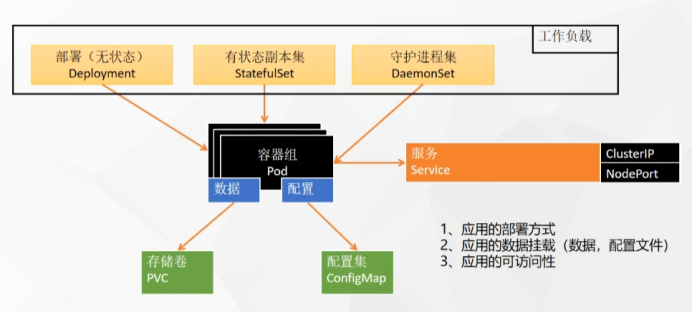 工作负载
部署（无状态）
Deployment
有状态副本集
StatefulSet
守护进程集
DaemonSet
容器组
Pod
数据
配置
服务
Service
ClusterIP
NodePort
存储卷
PVC
配置集
ConfigMap
1、应用的部署方式
2、应用的数据挂载（数据，配置文件）
3、应用的可访问性